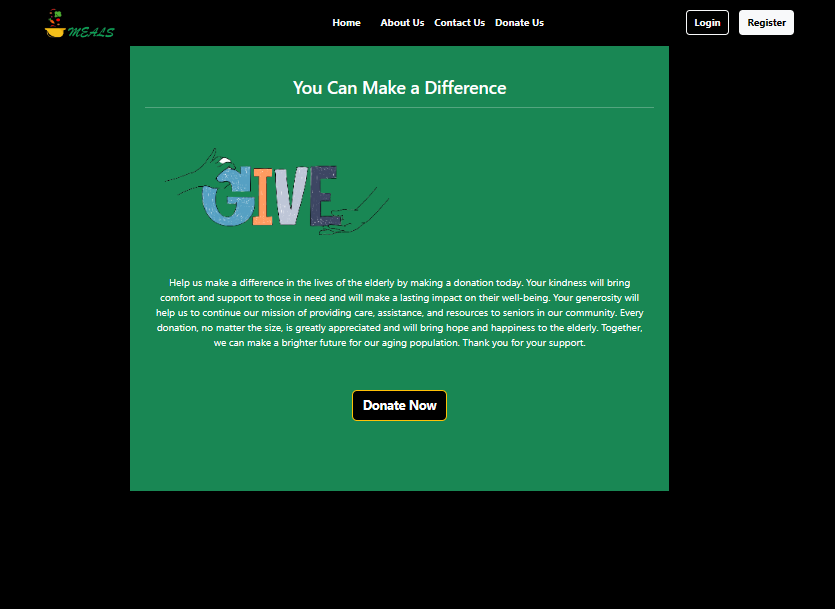 MEALS
Home About Us Contact Us Donate Us
Login Register
You Can Make a Difference
GIVE
Help us make a difference in the lives of the elderly by making a donation today. Your kindness will bring
comfort and support to those in need and will make a lasting impact on their well-being. Your generosity will
help us to continue our mission of providing care, assistance, and resources to seniors in our community. Every
donation, no matter the size, is greatly appreciated and will bring hope and happiness to the elderly. Together,
we can make a brighter future for our aging population. Thank you for your support.
Donate Now